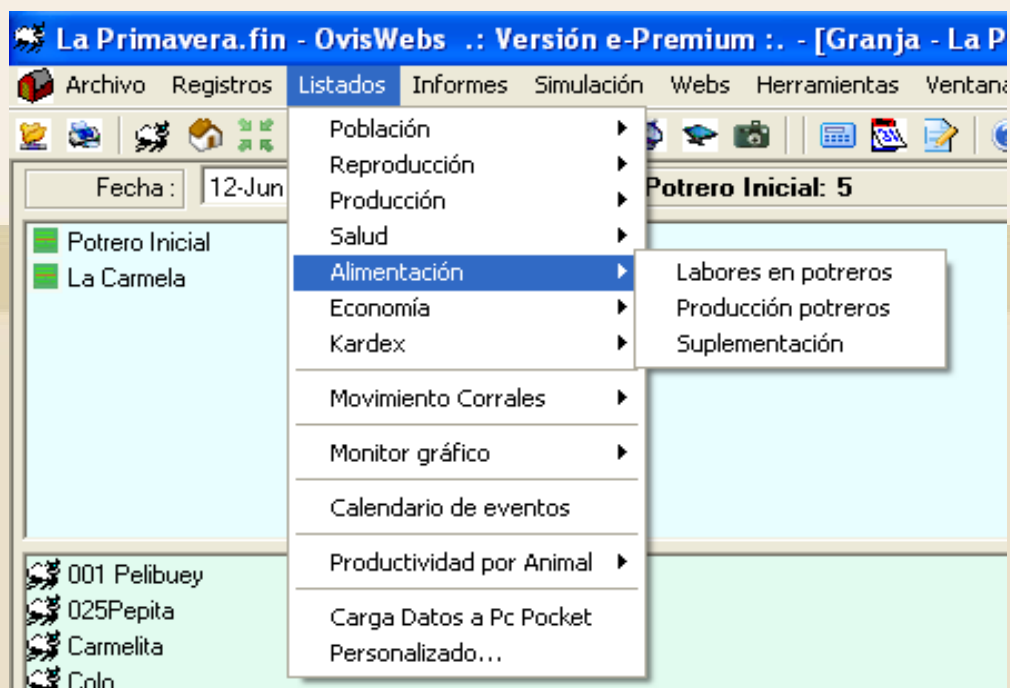 La Primavera.fin - OvisWebs .: Versión e-Premium :. - [Granja - La P
Archivo Registros Listados Informes Simulación Webs Herramientas Ventana
Fecha : 12-Jun Potrero Inicial: 5
Potrero Inicial
La Carmela
Población
Reproducción
Producción
Salud
Alimentación
Economía
Kardex
Movimiento Corrales
Monitor gráfico
Calendario de eventos
Productividad por Animal
Carga Datos a Pc Pocket
Personalizado...
Labores en potreros
Producción potreros
Suplementación
001 Pelibuey
025Pepita
Carmelita
Colo